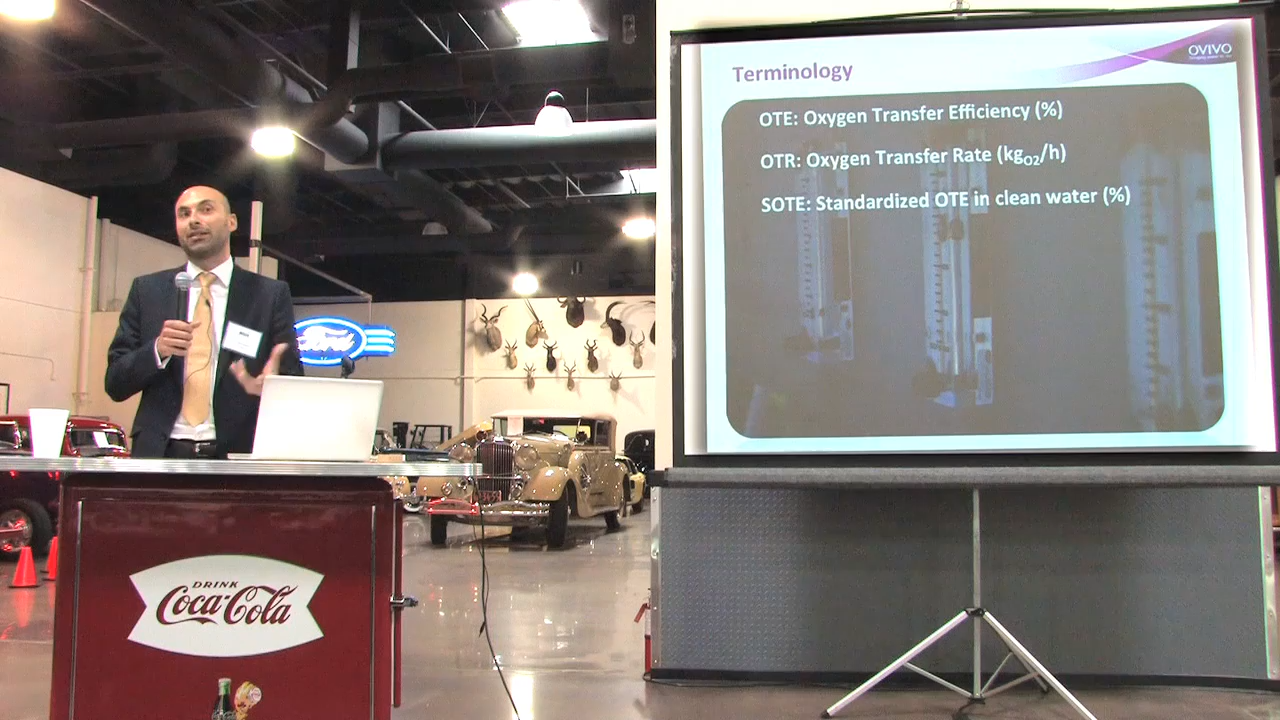 Terminology
OVIVO
OTE: Oxygen Transfer Efficiency (%)
OTR: Oxygen Transfer Rate (kgO2/h)
SOTE: Standardized OTE in clean water (%)
Ford
DRINK
Coca-Cola